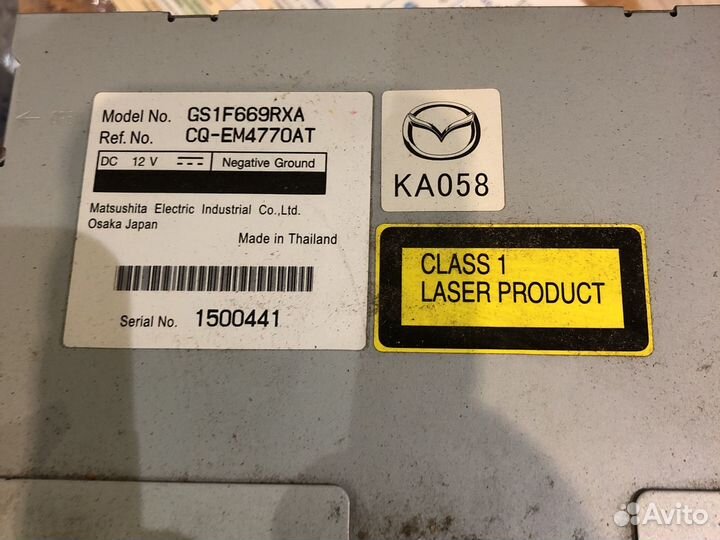 Model No. GS1F669RXA
Ref. No. CQ-EM4770AT
DC 12 V Negative Ground
Matsushita Electric Industrial Co.,Ltd.
Osaka Japan
Made in Thailand
Serial No. 1500441
KA058
CLASS 1
LASER PRODUCT
Avito